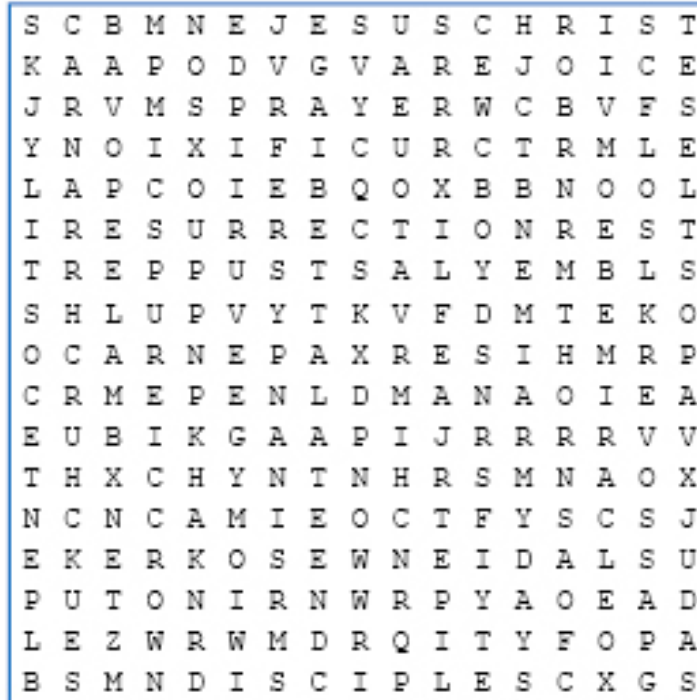 S C B M N E J E S U S C H R I S T
K A A P O D V G V A R E J O I C E
J R V M S P R A Y E R W C B V F S
Y N O I X I F I C U R C T R M L E
L A P C O I E B Q O X B B N O O L
I R E S U R R E C T I O N R E S T
T R E P P U S T S A L Y E M B L S
S H L U P V Y T K V F D M T E K O
O C A R N E P A X R E S I H M R P
C R M E P E N L D M A N A O I E A
E U B I K G A A P I J R R R R V V
T H X C H Y N T N H R S M N A O X
N C N C A M I E O C T F Y S C S J
E K E R K O S E W N E I D A L S U
P U T O N I R N W R P Y A O E A D
L E Z W R W M D R Q I T Y F O P A
B S M N D I S C I P L E S C X G S